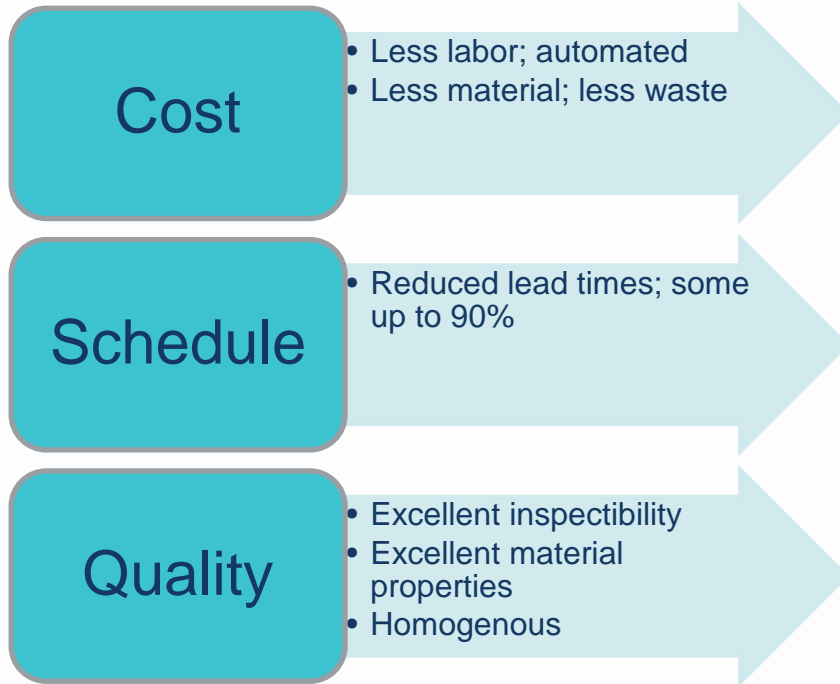 Cost
• Less labor; automated
• Less material; less waste
Schedule
• Reduced lead times; some
up to 90%
Quality
• Excellent inspectibility
• Excellent material
properties
• Homogenous